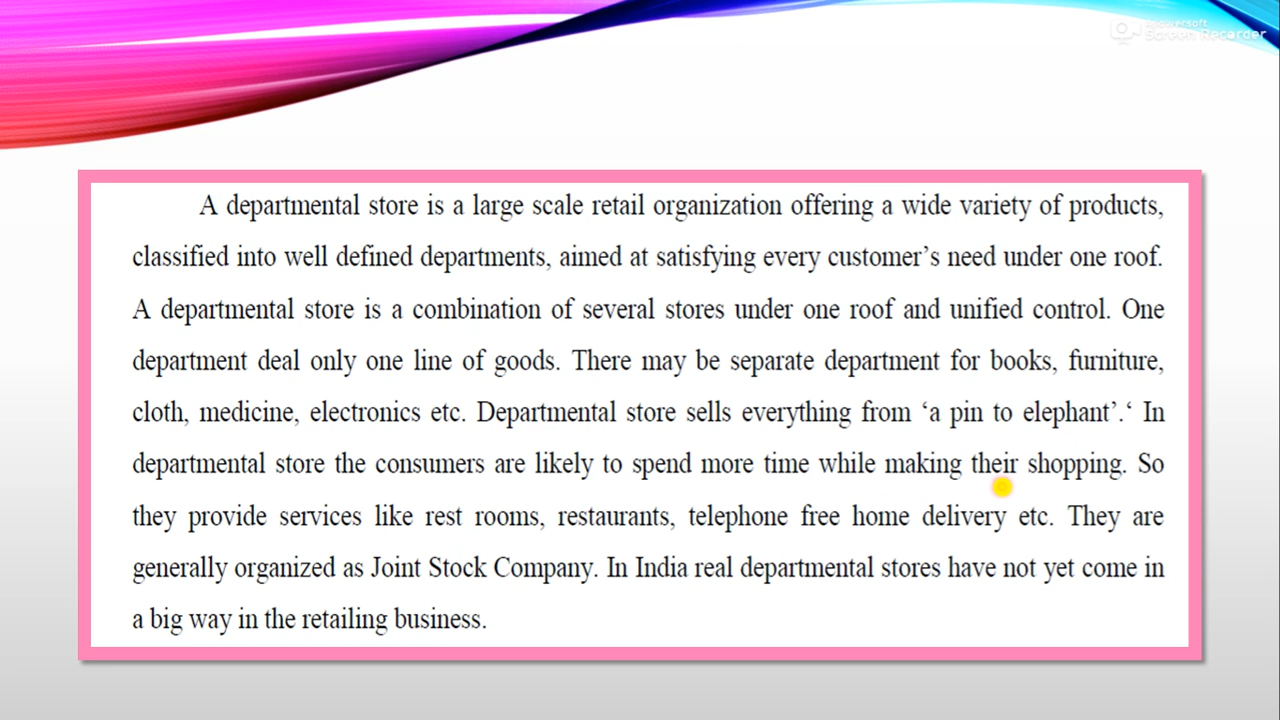 Screen Recorder
A departmental store is a large scale retail organization offering a wide variety of products,
classified into well defined departments, aimed at satisfying every customer’s need under one roof.
A departmental store is a combination of several stores under one roof and unified control. One
department deal only one line of goods. There may be separate department for books, furniture,
cloth, medicine, electronics etc. Departmental store sells everything from ‘a pin to elephant’.‘ In
departmental store the consumers are likely to spend more time while making their shopping. So
they provide services like rest rooms, restaurants, telephone free home delivery etc. They are
generally organized as Joint Stock Company. In India real departmental stores have not yet come in
a big way in the retailing business.